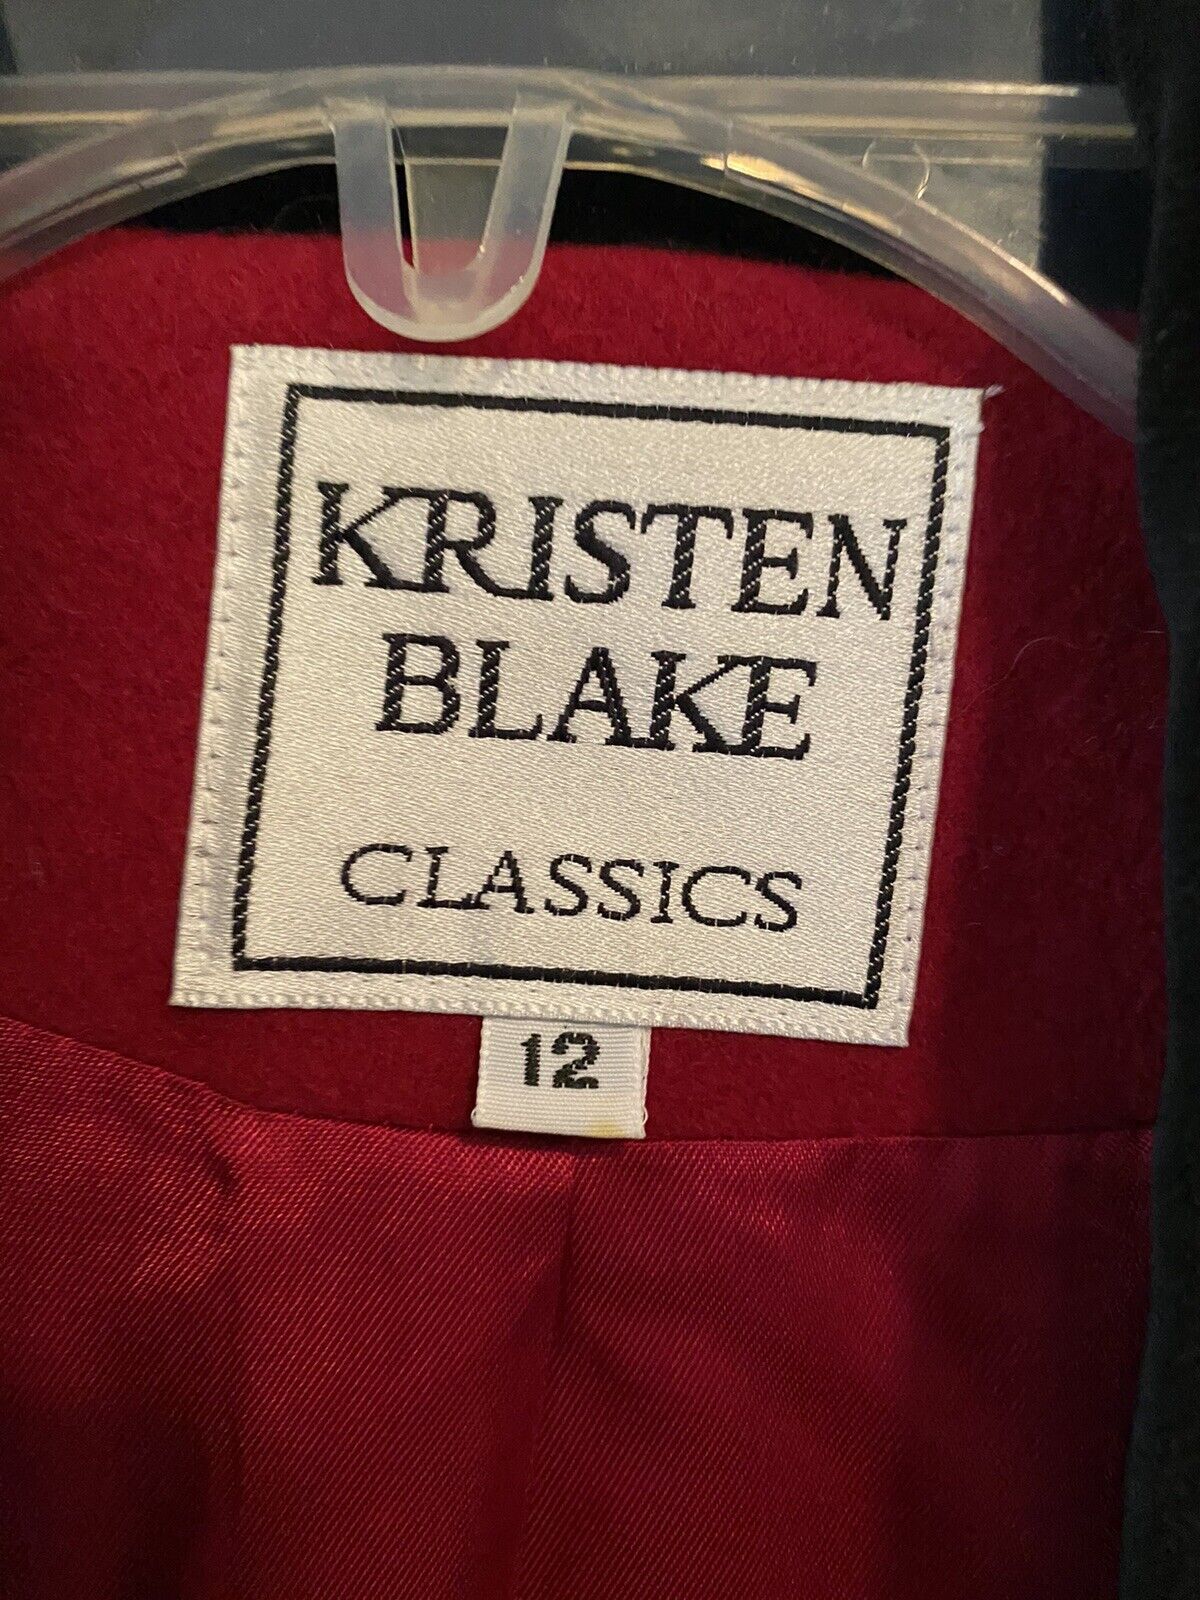 KRISTEN
BLAKE
CLASSICS
12